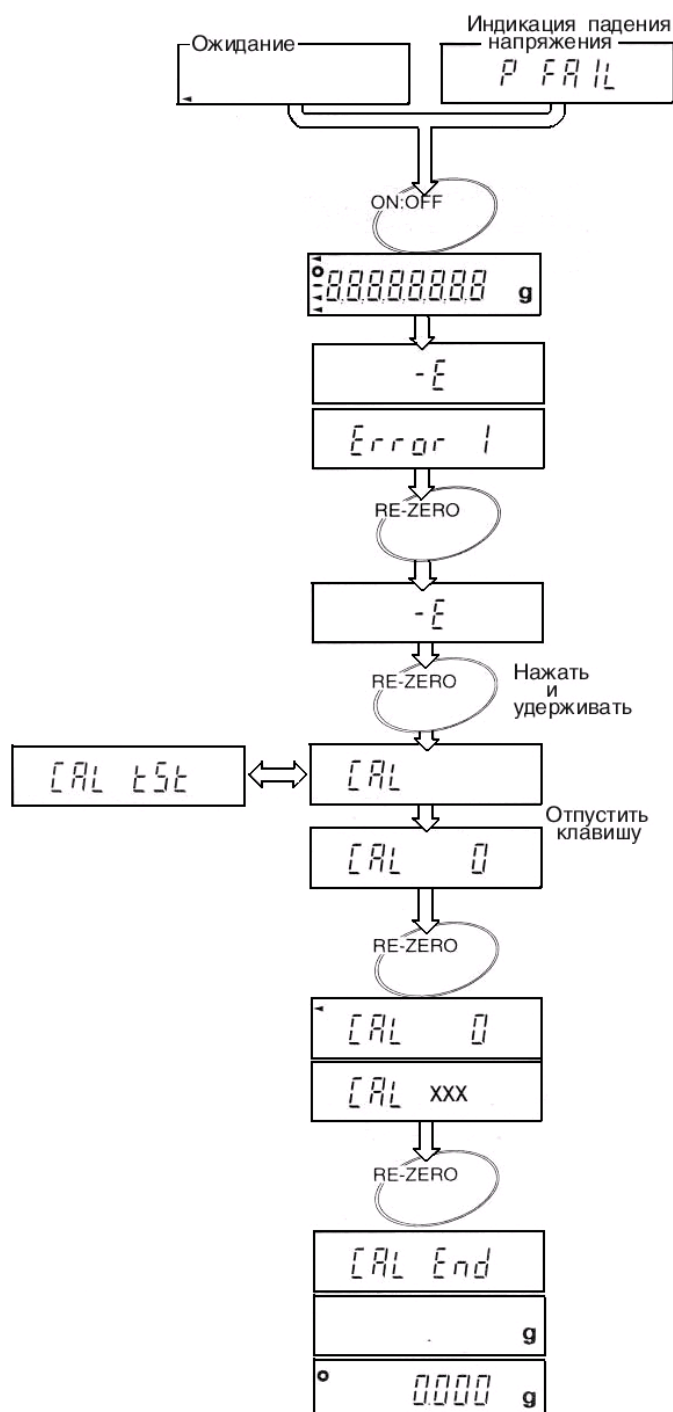 Ожидание
Индикация падения
напряжения
P FAIL
ON:OFF
8.8.8.8.8.8.8.8 g
-E
Error 1
RE-ZERO
-E
RE-ZERO
Нажать
и
удерживать
CAL tSt
CAL
Отпустить
клавишу
CAL 0
RE-ZERO
CAL 0
CAL XXX
RE-ZERO
CAL End
. g
0.000 g